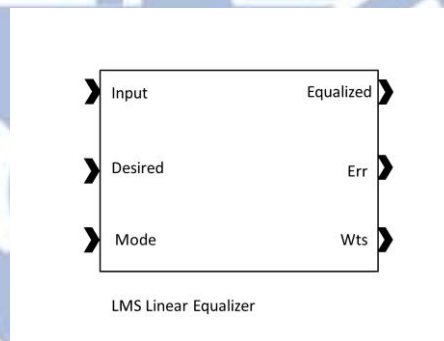 Input Equalized
Desired Err
Mode Wts
LMS Linear Equalizer